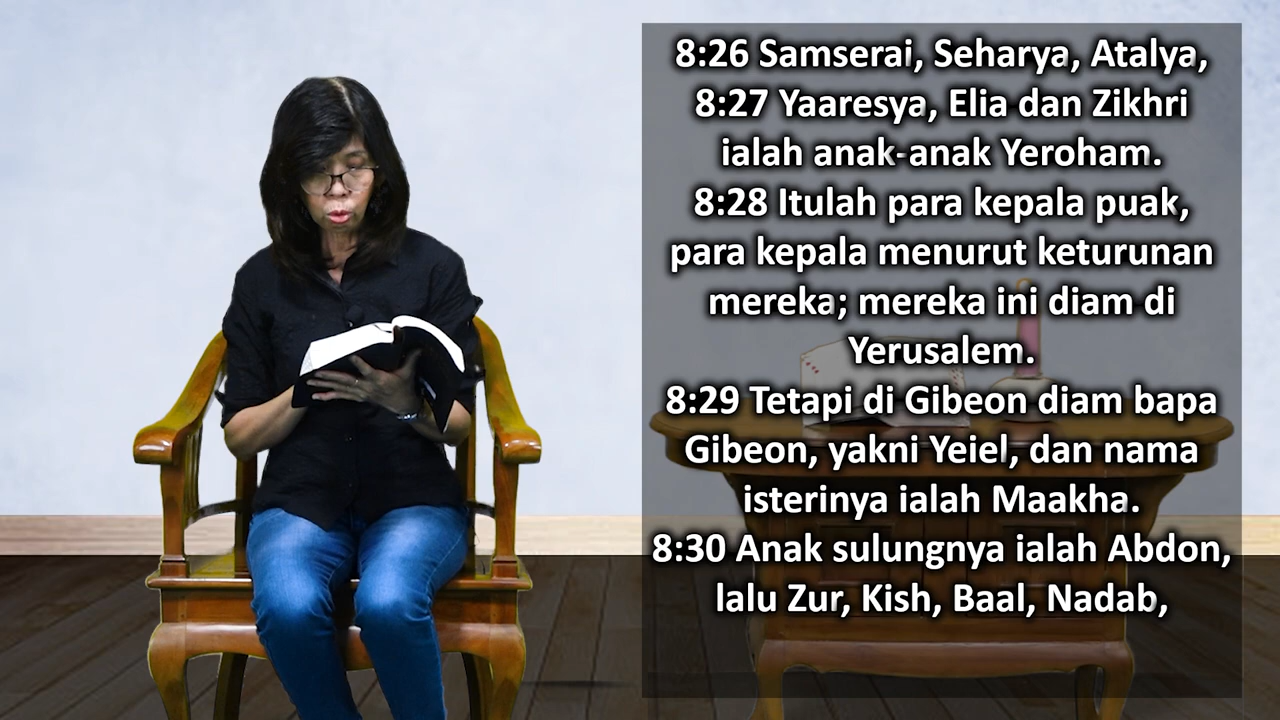 8:26 Samserai, Seharya, Atalya,
8:27 Yaaresya, Elia dan Zikhri
ialah anak-anak Yeroham.
8:28 Itulah para kepala puak,
para kepala menurut keturunan
mereka; mereka ini diam di
Yerusalem.
8:29 Tetapi di Gibeon diam bapa
Gibeon, yakni Yeiel, dan nama
isterinya ialah Maakha.
8:30 Anak sulungnya ialah Abdon,
lalu Zur, Kish, Baal, Nadab,